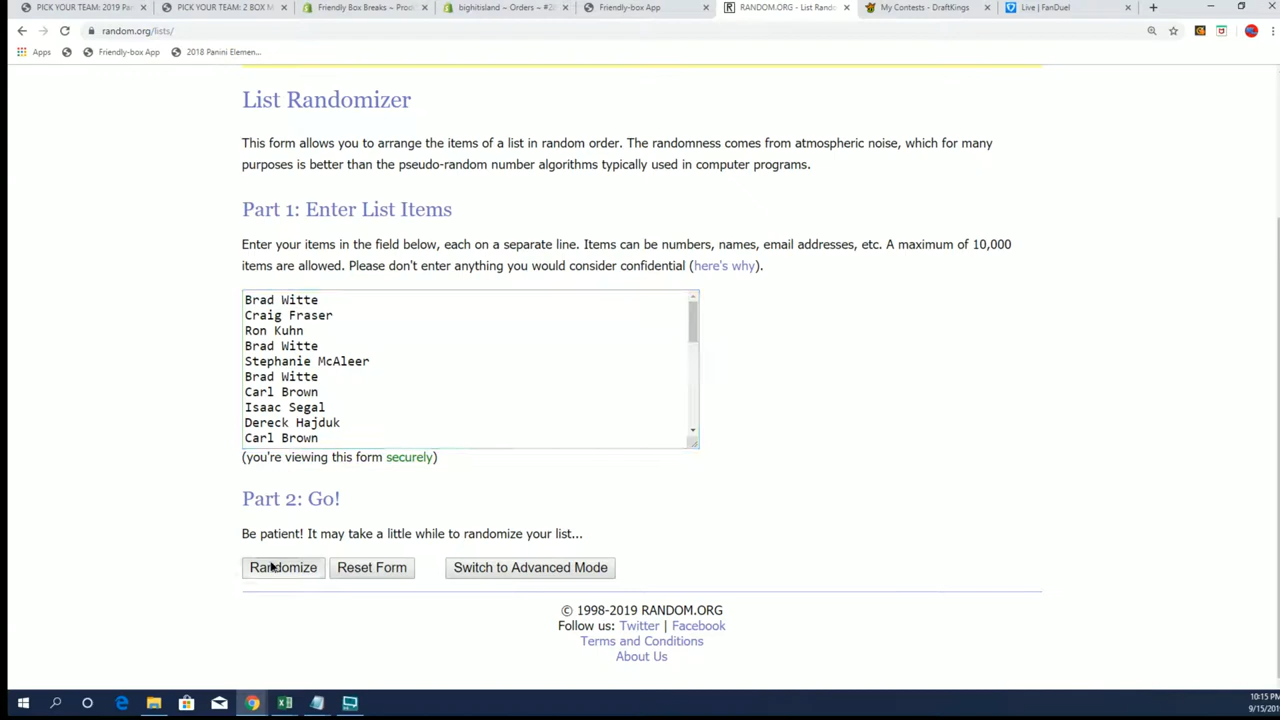 PICK YOUR TEAM: 2019 Pa
PICK YOUR TEAM: 2 BOX M
Friendly Box Breaks ~ Prod
bighitisland ~ Orders ~ #2
Friendly-box App
RANDOM.ORG - List Rando
My Contests - DraftKings
Live | FanDuel
random.org/lists/
Apps
Friendly-box App
2018 Panini Elemen...
List Randomizer
This form allows you to arrange the items of a list in random order. The randomness comes from atmospheric noise, which for many
purposes is better than the pseudo-random number algorithms typically used in computer programs.
Part 1: Enter List Items
Enter your items in the field below, each on a separate line. Items can be numbers, names, email addresses, etc. A maximum of 10,000
items are allowed. Please don't enter anything you would consider confidential (here's why).
Brad Witte
Craig Fraser
Ron Kuhn
Brad Witte
Stephanie McAleer
Brad Witte
Carl Brown
Isaac Segal
Dereck Hajduk
Carl Brown
(you're viewing this form securely)
Part 2: Go!
Be patient! It may take a little while to randomize your list...
Randomize
Reset Form
Switch to Advanced Mode
© 1998-2019 RANDOM.ORG
Follow us: Twitter | Facebook
Terms and Conditions
About Us
10:15 PM
9/15/201